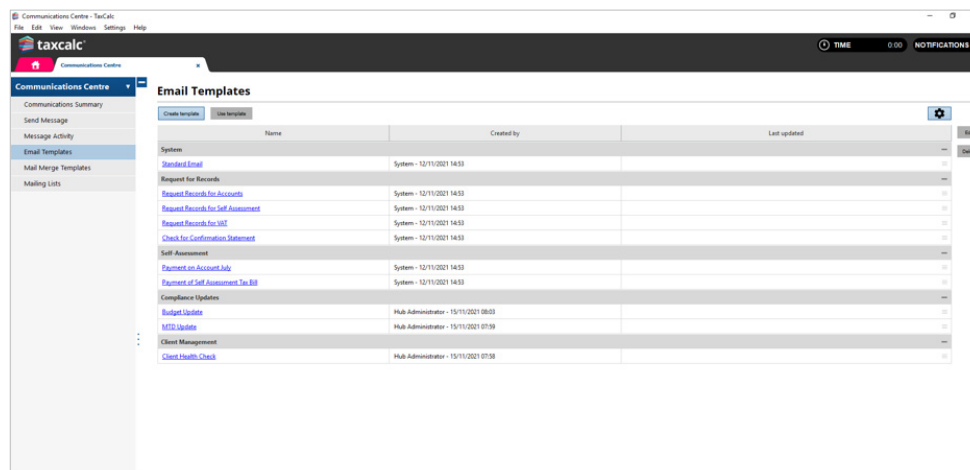 Communications Centre - TaxCalc
File Edit View Windows Settings Help
taxcalc
TIME 0:00 NOTIFICATIONS
Communications Centre x
Communications Centre
Communications Summary
Send Message
Message Activity
Email Templates
Mail Merge Templates
Mailing Lists
Email Templates
Create template Use template
Name Created by Last updated
System
Standard Email System - 12/11/2021 14:53
Request for Records
Request Records for Accounts System - 12/11/2021 14:53
Request Records for Self Assessment System - 12/11/2021 14:53
Request Records for VAT System - 12/11/2021 14:53
Check for Confirmation Statement System - 12/11/2021 14:53
Self-Assessment
Payment on Account July System - 12/11/2021 14:53
Payment of Self Assessment Tax Bill System - 12/11/2021 14:53
Compliance Updates
Budget Update Hub Administrator - 15/11/2021 08:03
MTD Update Hub Administrator - 15/11/2021 07:59
Client Management
Client Health Check Hub Administrator - 15/11/2021 07:58